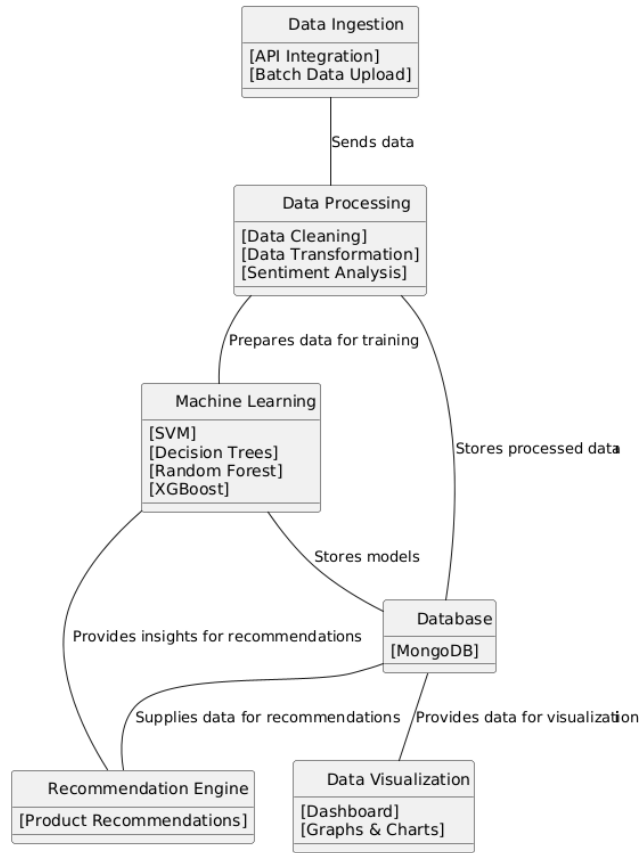 Data Ingestion
[API Integration]
[Batch Data Upload]
Sends data
Data Processing
[Data Cleaning]
[Data Transformation]
[Sentiment Analysis]
Prepares data for training
Machine Learning
[SVM]
[Decision Trees]
[Random Forest]
[XGBoost]
Stores processed data
Stores models
Database
[MongoDB]
Provides insights for recommendations
Supplies data for recommendations
Provides data for visualization
Recommendation Engine
[Product Recommendations]
Data Visualization
[Dashboard]
[Graphs & Charts]